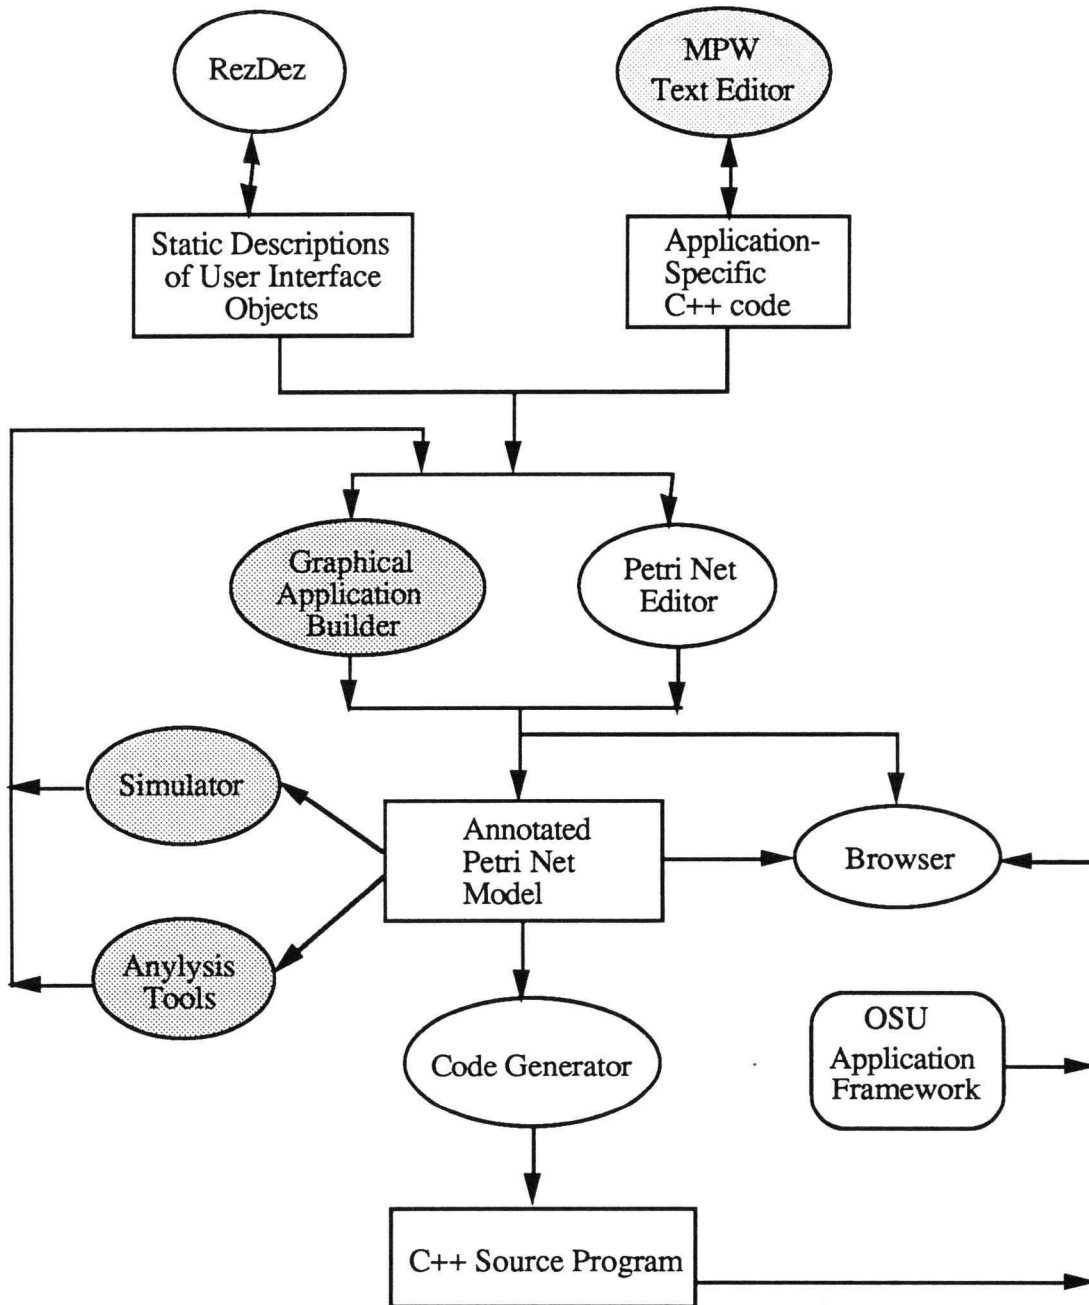 RezDez
MPW
Text Editor
Static Descriptions
of User Interface
Objects
Application-
Specific
C++ code
Graphical
Application
Builder
Petri Net
Editor
Simulator
Annotated
Petri Net
Model
Browser
Anylysis
Tools
OSU
Application
Framework
Code Generator
C++ Source Program